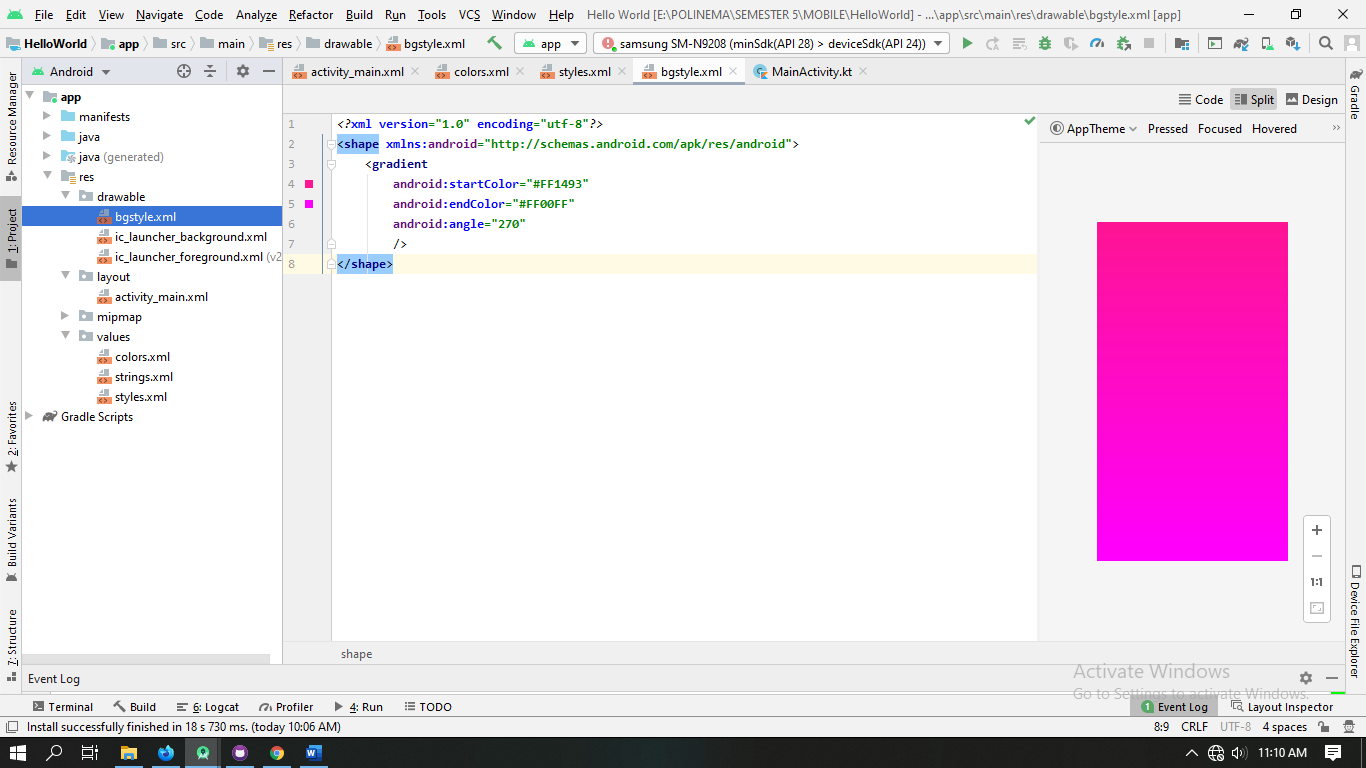 File Edit View Navigate Code Analyze Refactor Build Run Tools VCS Window Help Hello World [E:\POLINEMA\SEMESTER 5\MOBILE\HelloWorld] - ...\app\src\main\res\drawable\bgstyle.xml [app]
HelloWorld app src main res drawable bgstyle.xml app samsung SM-N9208 (minSdk(API 28) > deviceSdk(API 24))
Android activity_main.xml colors.xml styles.xml bgstyle.xml MainActivity.kt
Code Split Design
AppTheme Pressed Focused Hovered »
Resource Manager
1: Project
2: Favorites
Build Variants
7: Structure
app
manifests
java
java (generated)
res
drawable
bgstyle.xml
ic_launcher_background.xml
ic_launcher_foreground.xml (v2
layout
activity_main.xml
mipmap
values
colors.xml
strings.xml
styles.xml
Gradle Scripts
1 <?xml version="1.0" encoding="utf-8"?>
2 <shape xmlns:android="http://schemas.android.com/apk/res/android">
3 <gradient
4 android:startColor="#FF1493"
5 android:endColor="#FF00FF"
6 android:angle="270"
7 />
8 </shape>
shape
+
−
1:1
Gradle
Device File Explorer
Activate Windows
Go to Settings to activate Windows.
Event Log
Terminal Build 6: Logcat Profiler 4: Run TODO 1 Event Log Layout Inspector
Install successfully finished in 18 s 730 ms. (today 10:06 AM) 8:9 CRLF UTF-8 4 spaces
11:10 AM